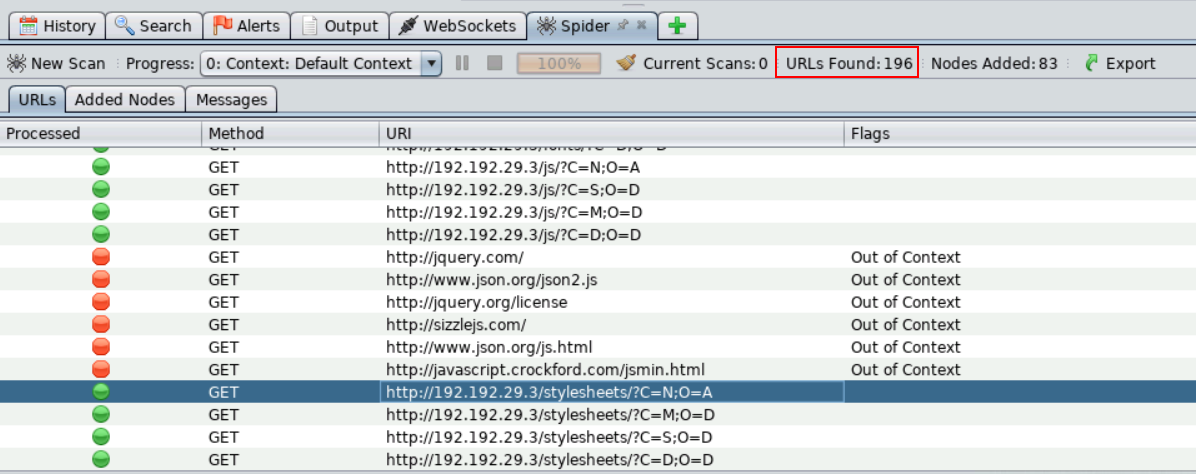 History Search Alerts Output WebSockets Spider
New Scan Progress: 0: Context: Default Context 100% Current Scans: 0 URLs Found: 196 Nodes Added: 83 Export
URLs Added Nodes Messages
Processed Method URI Flags
GET http://192.192.29.3/js/?C=N;O=A
GET http://192.192.29.3/js/?C=S;O=D
GET http://192.192.29.3/js/?C=M;O=D
GET http://192.192.29.3/js/?C=D;O=D
GET http://jquery.com/ Out of Context
GET http://www.json.org/json2.js Out of Context
GET http://jquery.org/license Out of Context
GET http://sizzlejs.com/ Out of Context
GET http://www.json.org/js.html Out of Context
GET http://javascript.crockford.com/jsmin.html Out of Context
GET http://192.192.29.3/stylesheets/?C=N;O=A
GET http://192.192.29.3/stylesheets/?C=M;O=D
GET http://192.192.29.3/stylesheets/?C=S;O=D
GET http://192.192.29.3/stylesheets/?C=D;O=D